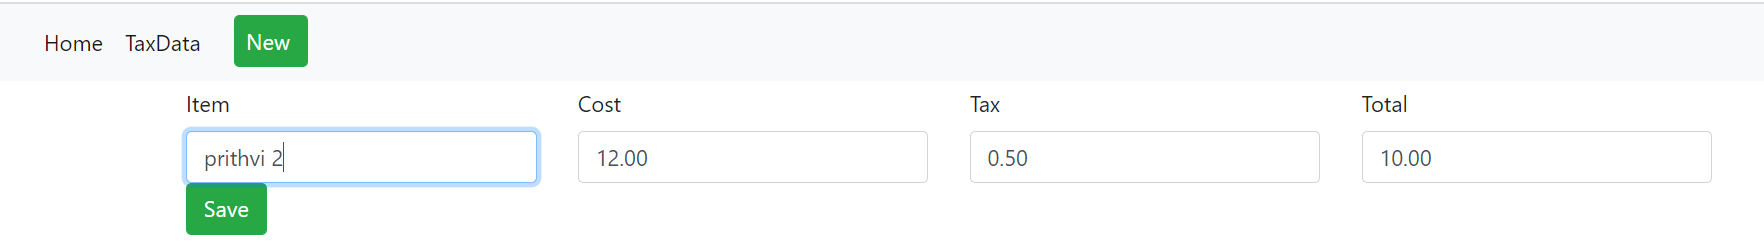 Home TaxData New
Item Cost Tax Total
prithvi 2 12.00 0.50 10.00
Save